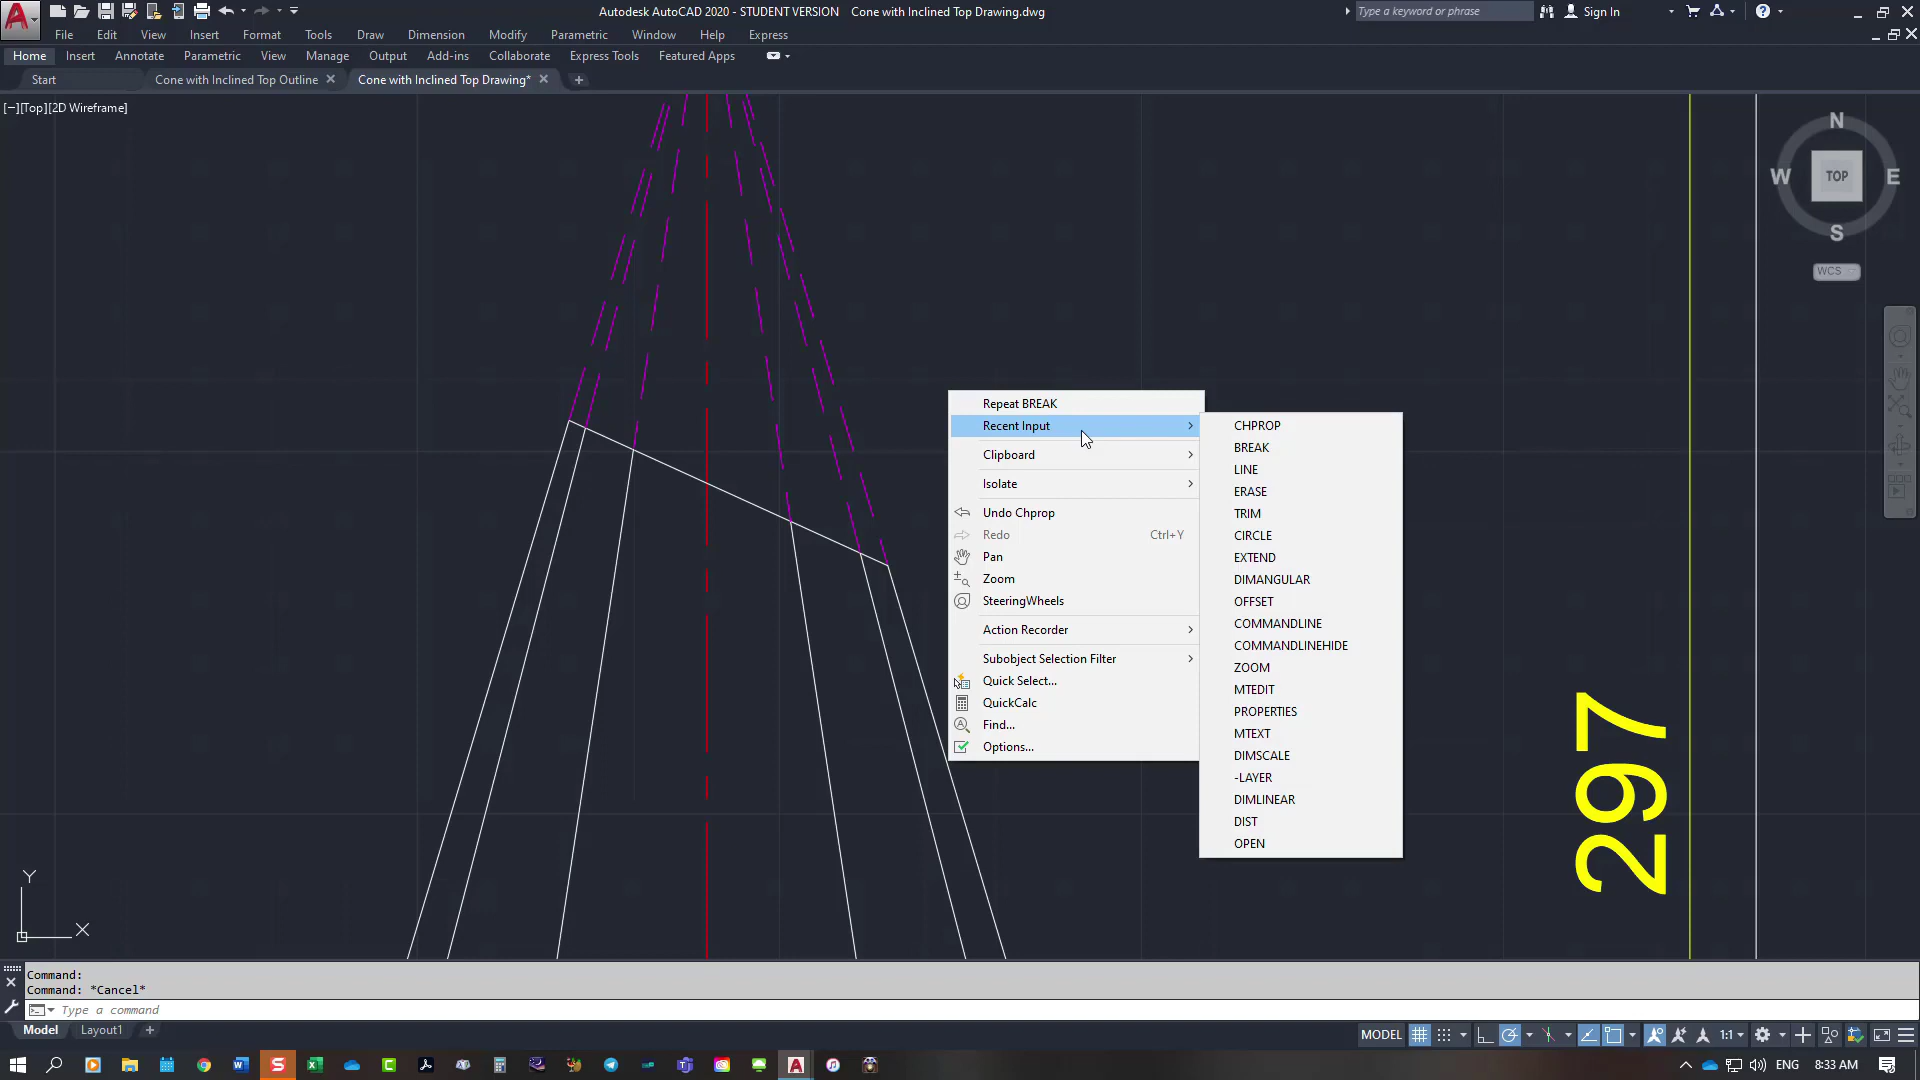 Autodesk AutoCAD 2020 - STUDENT VERSION Cone with Inclined Top Drawing.dwg
Type a keyword or phrase
Sign In
File Edit View Insert Format Tools Draw Dimension Modify Parametric Window Help Express
Home Insert Annotate Parametric View Manage Output Add-ins Collaborate Express Tools Featured Apps
Start Cone with Inclined Top Outline Cone with Inclined Top Drawing*
[−][Top][2D Wireframe]
N
W TOP E
S
WCS
Repeat BREAK
Recent Input
Clipboard
Isolate
Undo Chprop
Redo Ctrl+Y
Pan
Zoom
SteeringWheels
Action Recorder
Subobject Selection Filter
Quick Select...
QuickCalc
Find...
Options...
CHPROP
BREAK
LINE
ERASE
TRIM
CIRCLE
EXTEND
DIMANGULAR
OFFSET
COMMANDLINE
COMMANDLINEHIDE
ZOOM
MTEDIT
PROPERTIES
MTEXT
DIMSCALE
-LAYER
DIMLINEAR
DIST
OPEN
297
Y
X
Command:
Command: *Cancel*
Type a command
Model Layout1
MODEL 1:1
ENG 8:33 AM